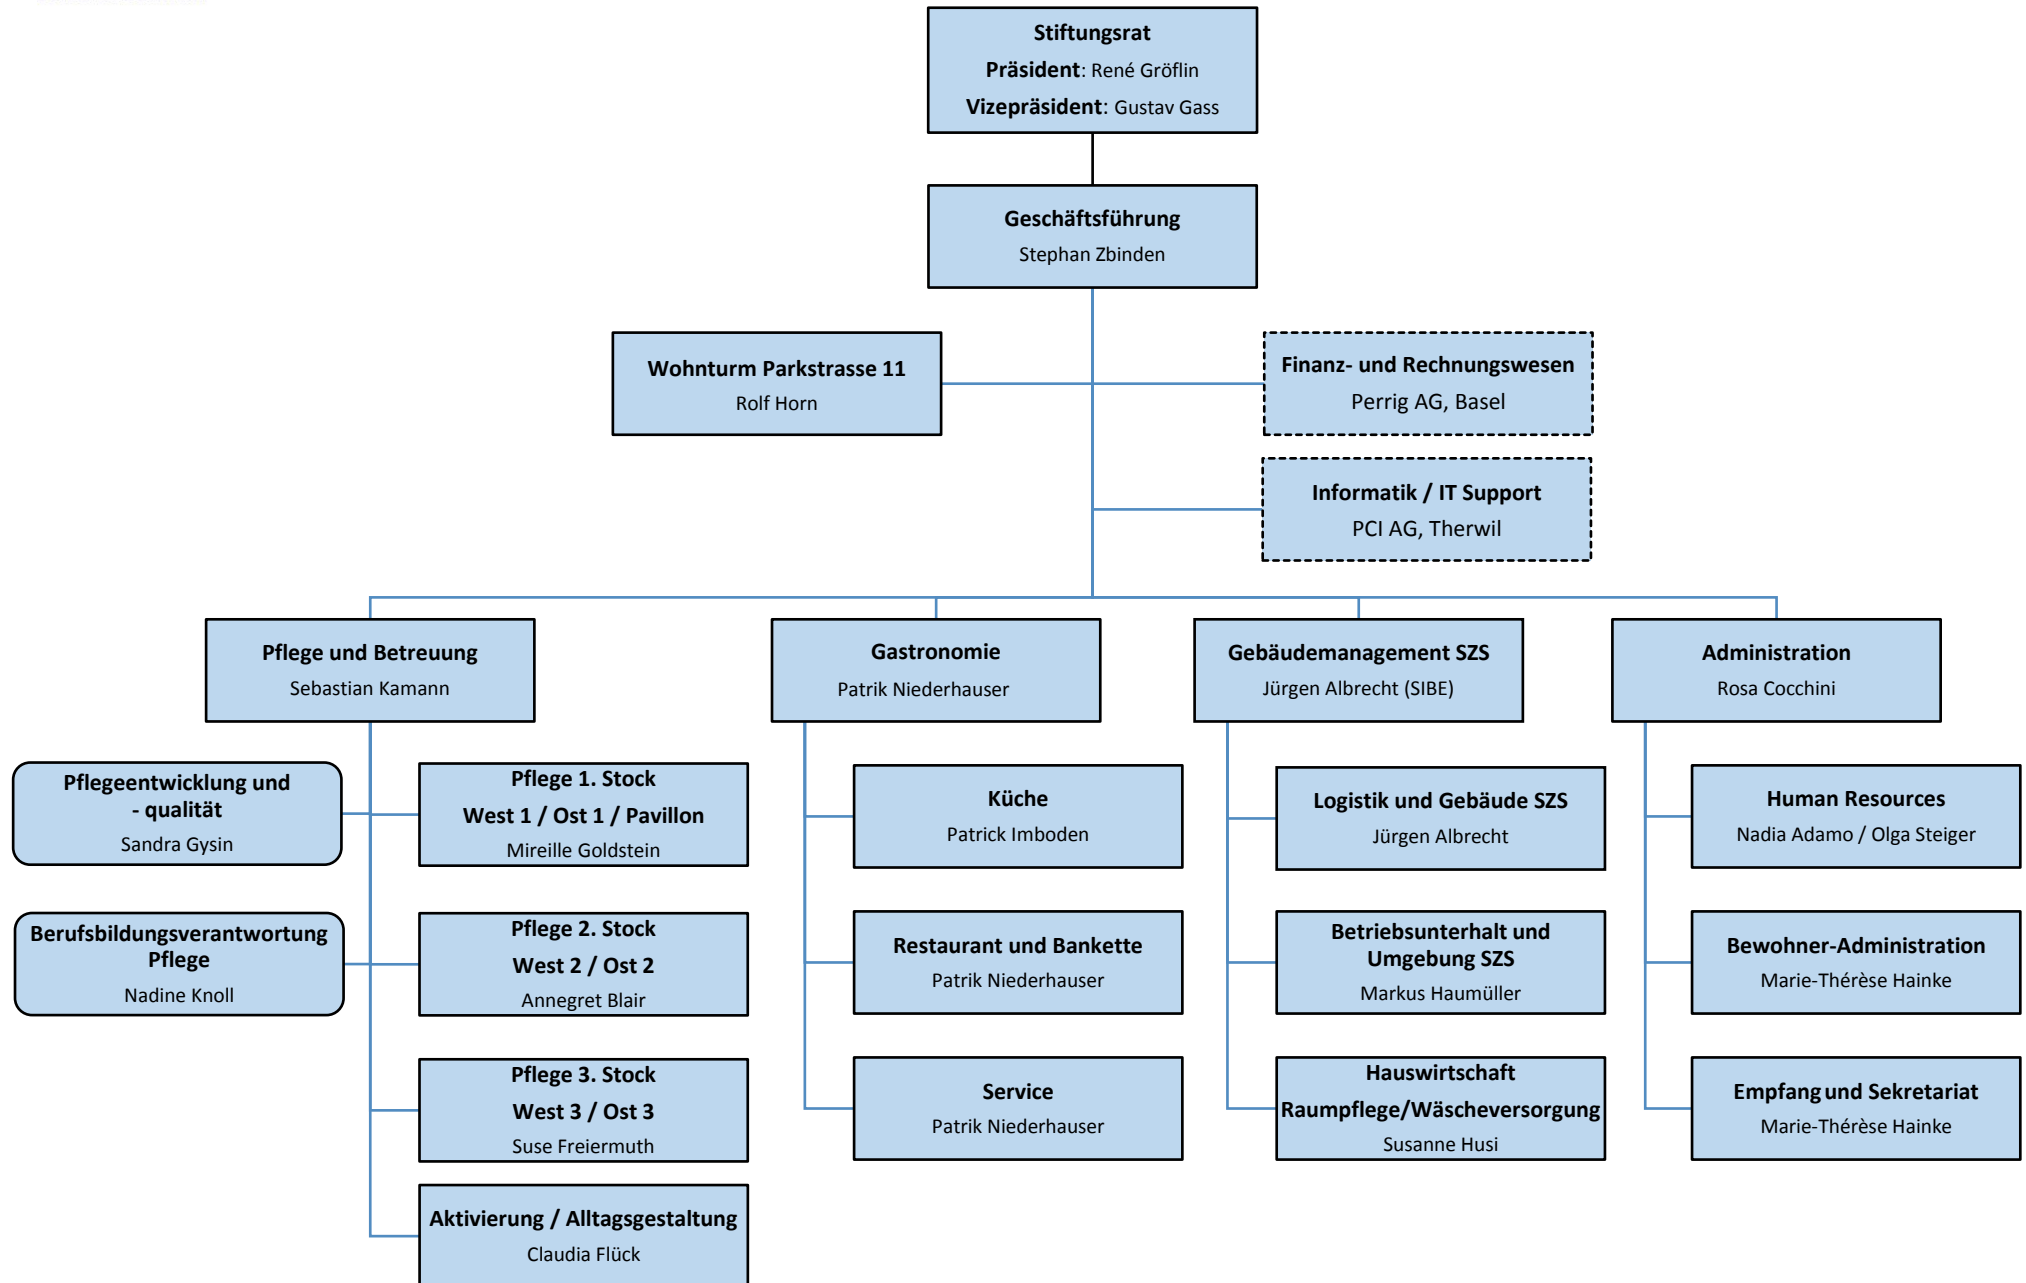 Stiftungsrat
Präsident: René Gröflin
Vizepräsident: Gustav Gass
Geschäftsführung
Stephan Zbinden
Wohnturm Parkstrasse 11
Rolf Horn
Finanz- und Rechnungswesen
Perrig AG, Basel
Informatik / IT Support
PCI AG, Therwil
Pflege und Betreuung
Sebastian Kamann
Gastronomie
Patrik Niederhauser
Gebäudemanagement SZS
Jürgen Albrecht (SIBE)
Administration
Rosa Cocchini
Pflegeentwicklung und
- qualität
Sandra Gysin
Pflege 1. Stock
West 1 / Ost 1 / Pavillon
Mireille Goldstein
Küche
Patrick Imboden
Logistik und Gebäude SZS
Jürgen Albrecht
Human Resources
Nadia Adamo / Olga Steiger
Berufsbildungsverantwortung
Pflege
Nadine Knoll
Pflege 2. Stock
West 2 / Ost 2
Annegret Blair
Restaurant und Bankette
Patrik Niederhauser
Betriebsunterhalt und
Umgebung SZS
Markus Haumüller
Bewohner-Administration
Marie-Thérèse Hainke
Pflege 3. Stock
West 3 / Ost 3
Suse Freiermuth
Service
Patrik Niederhauser
Hauswirtschaft
Raumpflege/Wäscheversorgung
Susanne Husi
Empfang und Sekretariat
Marie-Thérèse Hainke
Aktivierung / Alltagsgestaltung
Claudia Flück